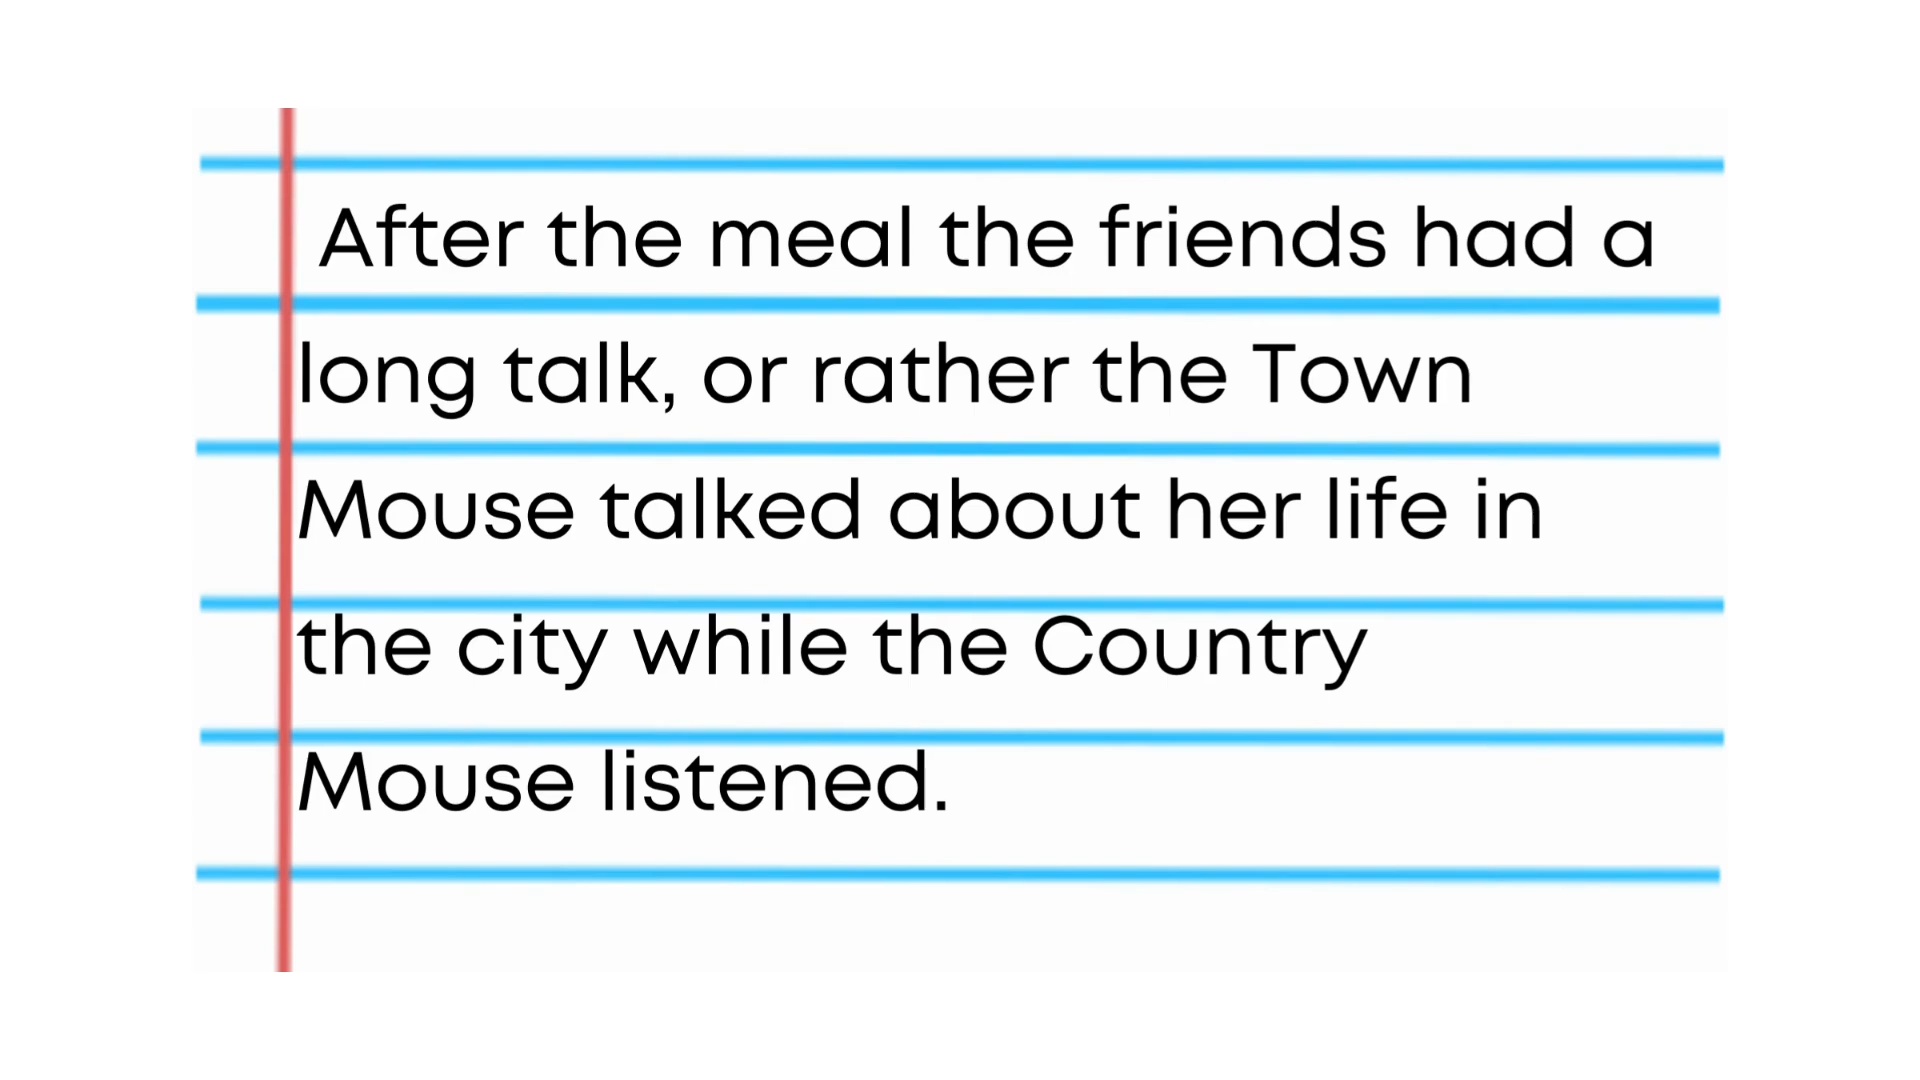 After the meal the friends had a
long talk, or rather the Town
Mouse talked about her life in
the city while the Country
Mouse listened.